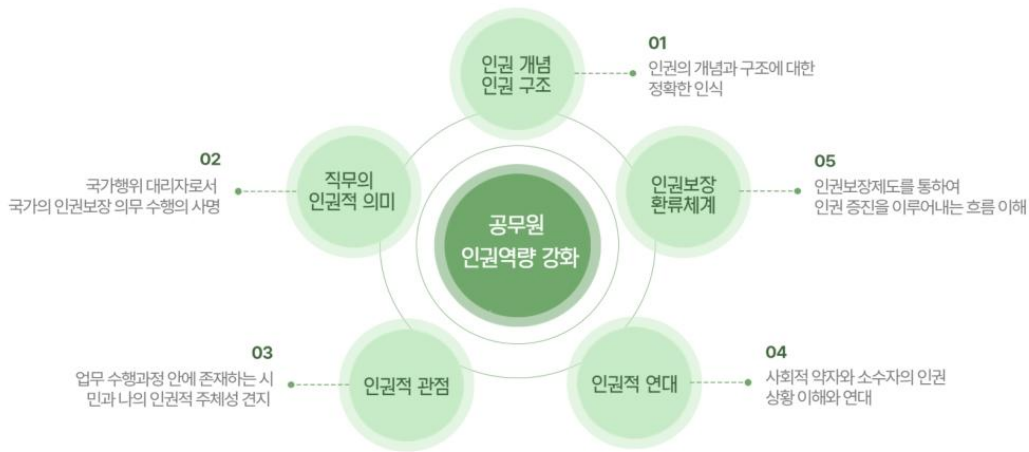 공무원
인권역량 강화
인권 개념
인권 구조
01
인권의 개념과 구조에 대한
정확한 인식
직무의
인권적 의미
02
국가행위 대리자로서
국가의 인권보장 의무 수행의 사명
인권적 관점
03
업무 수행과정 안에 존재하는 시
민과 나의 인권적 주체성 견지
인권적 연대
04
사회적 약자와 소수자의 인권
상황 이해와 연대
인권보장
환류체계
05
인권보장제도를 통하여
인권 증진을 이루어내는 흐름 이해